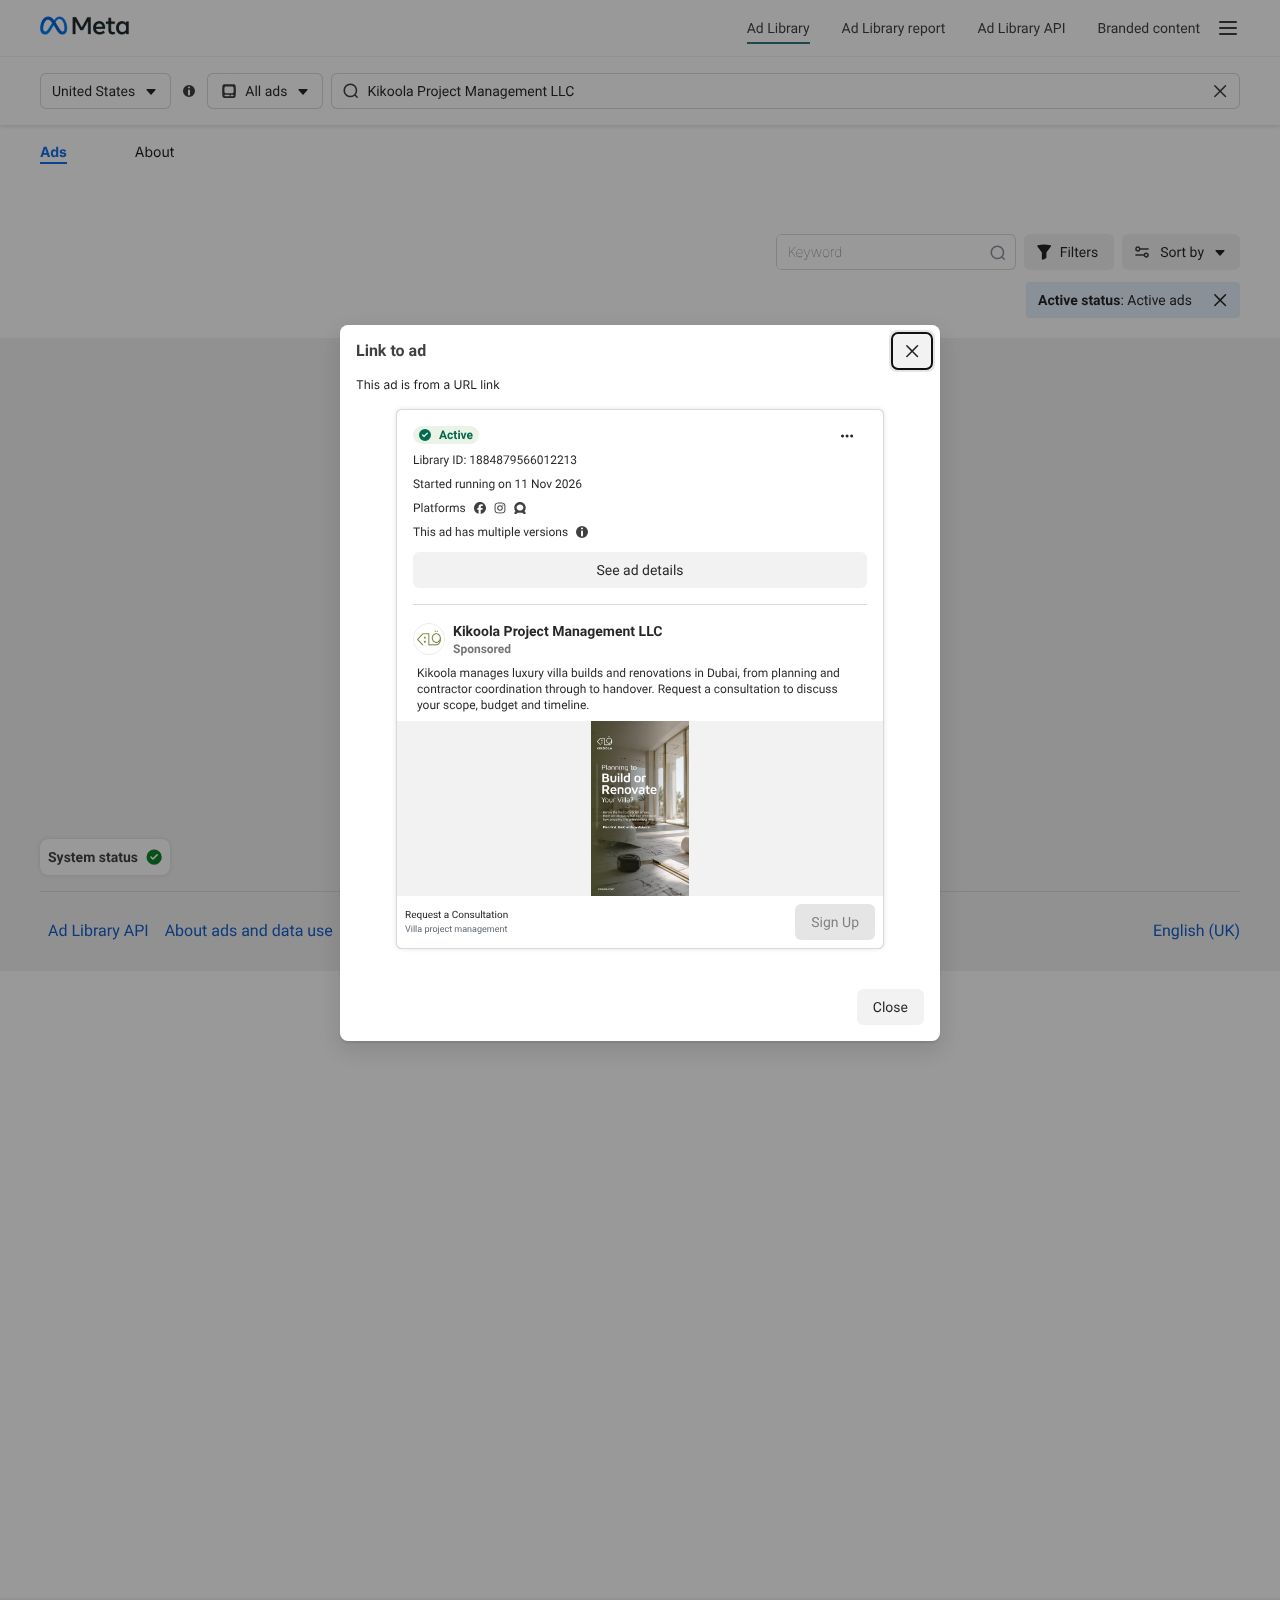 Meta
Ad Library
Ad Library report
Ad Library API
Branded content
United States
All ads
Kikoola Project Management LLC
Ads
About
Keyword
Filters
Sort by
Active status: Active ads
Link to ad
This ad is from a URL link
Active
Library ID: 1884879566012213
Started running on 11 Nov 2026
Platforms
This ad has multiple versions
See ad details
Kikoola Project Management LLC
Sponsored
Kikoola manages luxury villa builds and renovations in Dubai, from planning and
contractor coordination through to handover. Request a consultation to discuss
your scope, budget and timeline.
Planning to
Build or
Renovate
Your Villa?
Request a Consultation
Villa project management
Sign Up
Close
System status
Ad Library API
About ads and data use
English (UK)